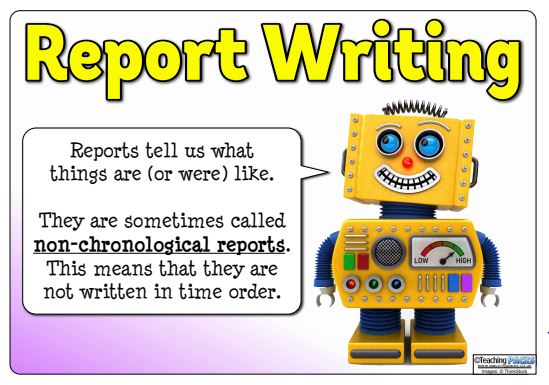 Report Writing
Reports tell us what
things are (or were) like.
They are sometimes called
non-chronological reports.
This means that they are
not written in time order.
LOW
HIGH
©Teaching Packs
Images: © ThinkStock